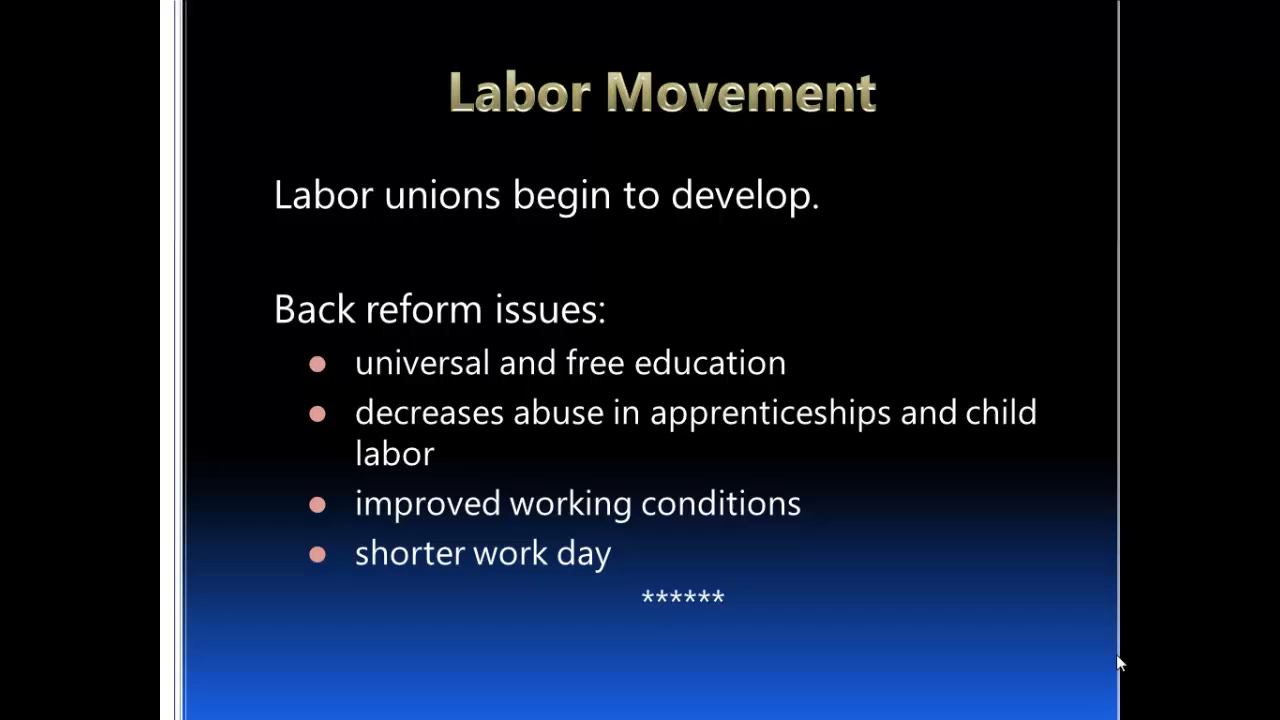 Labor Movement
Labor unions begin to develop.
Back reform issues:
● universal and free education
● decreases abuse in apprenticeships and child
labor
● improved working conditions
● shorter work day
******